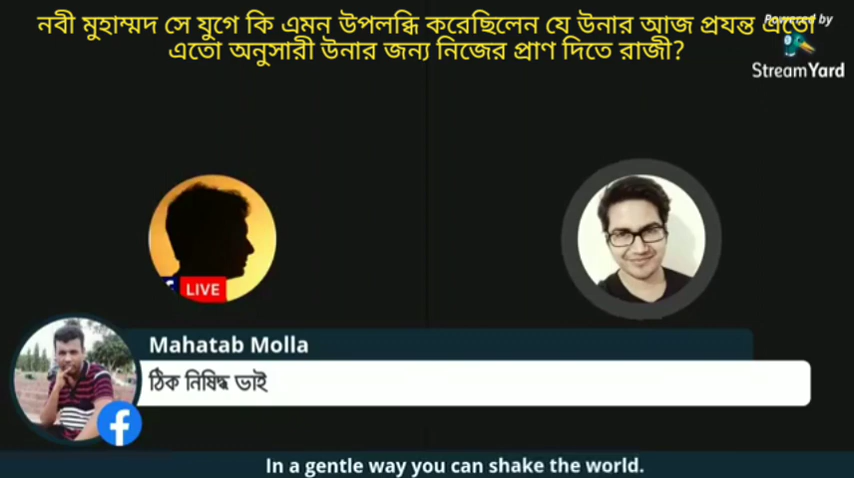 নবী মুহাম্মদ সে যুগে কি এমন উপলব্ধি করেছিলেন যে উনার আজ প্রযন্ত এতো
এতো অনুসারী উনার জন্য নিজের প্রাণ দিতে রাজী?
Powered by
StreamYard
LIVE
Mahatab Molla
ঠিক নিষিদ্ধ ভাই
In a gentle way you can shake the world.